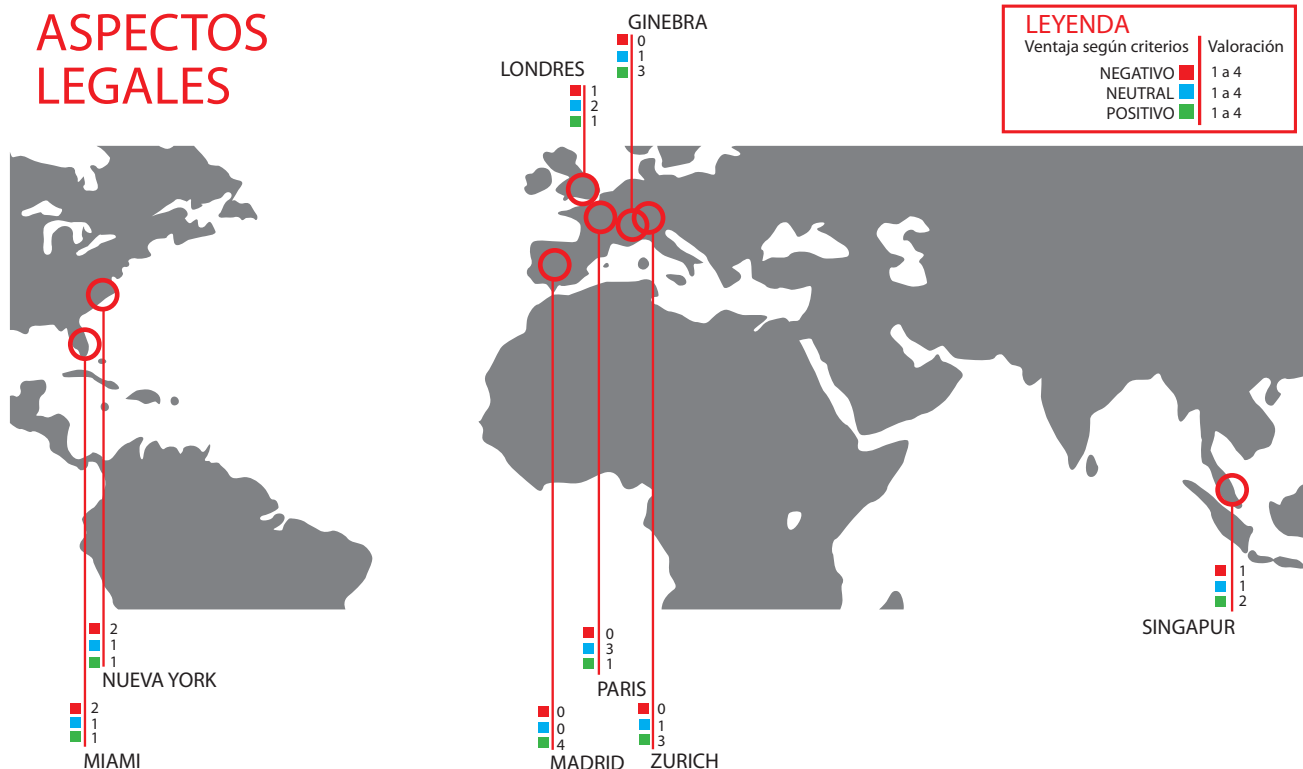 ASPECTOS
LEGALES
GINEBRA
0
1
3
LONDRES
1
2
1
LEYENDA
Ventaja según criterios Valoración
NEGATIVO 1 a 4
NEUTRAL 1 a 4
POSITIVO 1 a 4
2
1
1
NUEVA YORK
2
1
1
MIAMI
0
3
1
PARIS
0
0
4
MADRID
0
1
3
ZURICH
1
1
2
SINGAPUR